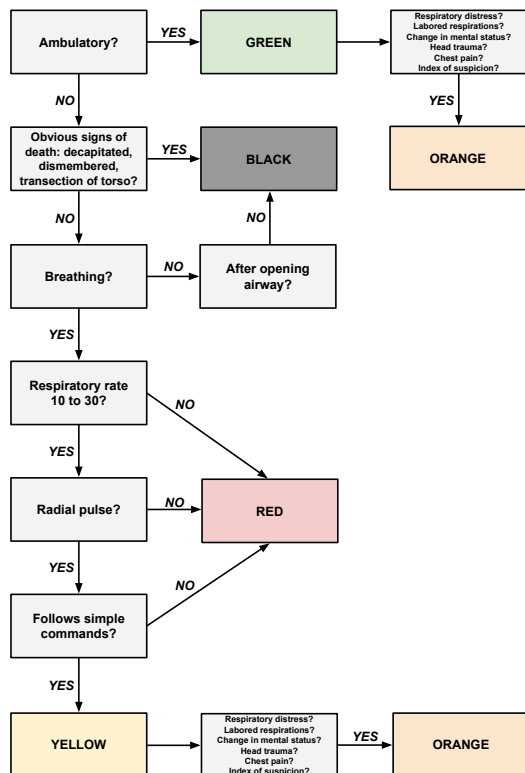 Ambulatory?
YES
GREEN
Respiratory distress?
Labored respirations?
Change in mental status?
Head trauma?
Chest pain?
Index of suspicion?
NO
YES
Obvious signs of
death: decapitated,
dismembered,
transection of torso?
YES
BLACK
ORANGE
NO
NO
Breathing?
NO
After opening
airway?
YES
Respiratory rate
10 to 30?
NO
YES
Radial pulse?
NO
RED
YES
NO
Follows simple
commands?
YES
YELLOW
Respiratory distress?
Labored respirations?
Change in mental status?
Head trauma?
Chest pain?
Index of suspicion?
YES
ORANGE